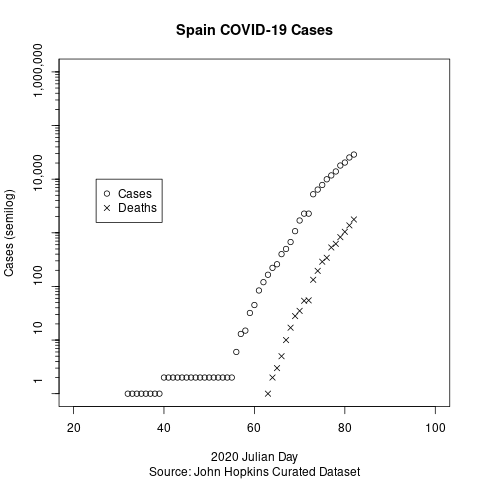 Spain COVID-19 Cases
Cases (semilog)
1,000,000
10,000
100
10
1
Cases
Deaths
20 40 60 80 100
2020 Julian Day
Source: John Hopkins Curated Dataset